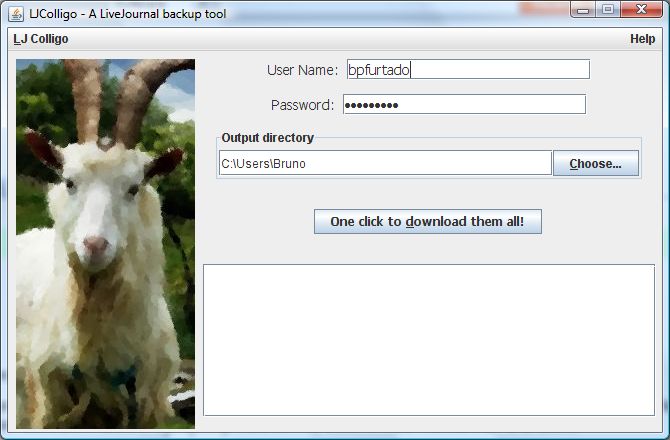 LJColligo - A LiveJournal backup tool
LJ Colligo Help
User Name: bpfurtado
Password: •••••••••
Output directory
C:\Users\Bruno Choose...
One click to download them all!